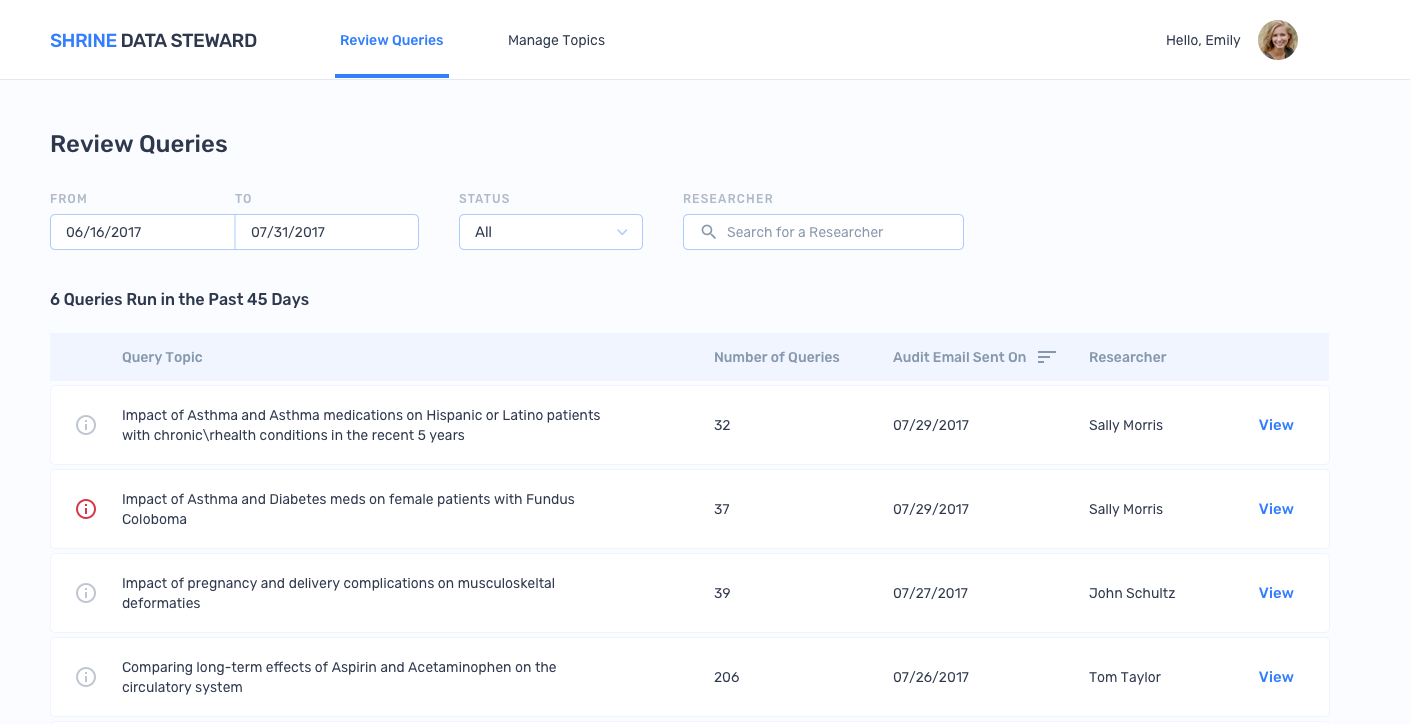 SHRINE DATA STEWARD
Review Queries
Manage Topics
Hello, Emily
Review Queries
FROM
TO
STATUS
RESEARCHER
06/16/2017
07/31/2017
All
Search for a Researcher
6 Queries Run in the Past 45 Days
Query Topic
Number of Queries
Audit Email Sent On
Researcher
Impact of Asthma and Asthma medications on Hispanic or Latino patients
with chronic\rhealth conditions in the recent 5 years
32
07/29/2017
Sally Morris
View
Impact of Asthma and Diabetes meds on female patients with Fundus
Coloboma
37
07/29/2017
Sally Morris
View
Impact of pregnancy and delivery complications on musculoskeltal
deformaties
39
07/27/2017
John Schultz
View
Comparing long-term effects of Aspirin and Acetaminophen on the
circulatory system
206
07/26/2017
Tom Taylor
View